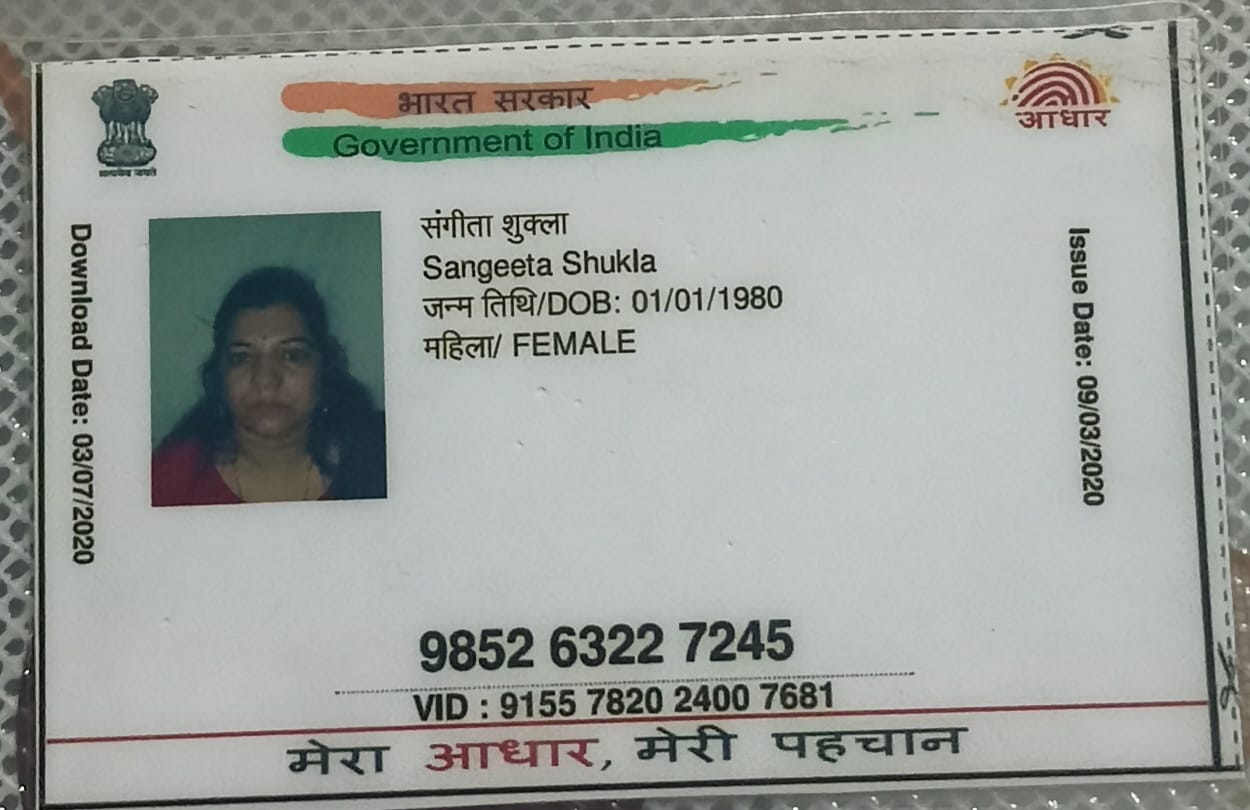 भारत सरकार
Government of India
सत्यमेव जयते
आधार
Download Date: 03/07/2020
संगीता शुक्ला
Sangeeta Shukla
जन्म तिथि/DOB: 01/01/1980
महिला/ FEMALE
Issue Date: 09/03/2020
9852 6322 7245
VID : 9155 7820 2400 7681
मेरा आधार, मेरी पहचान